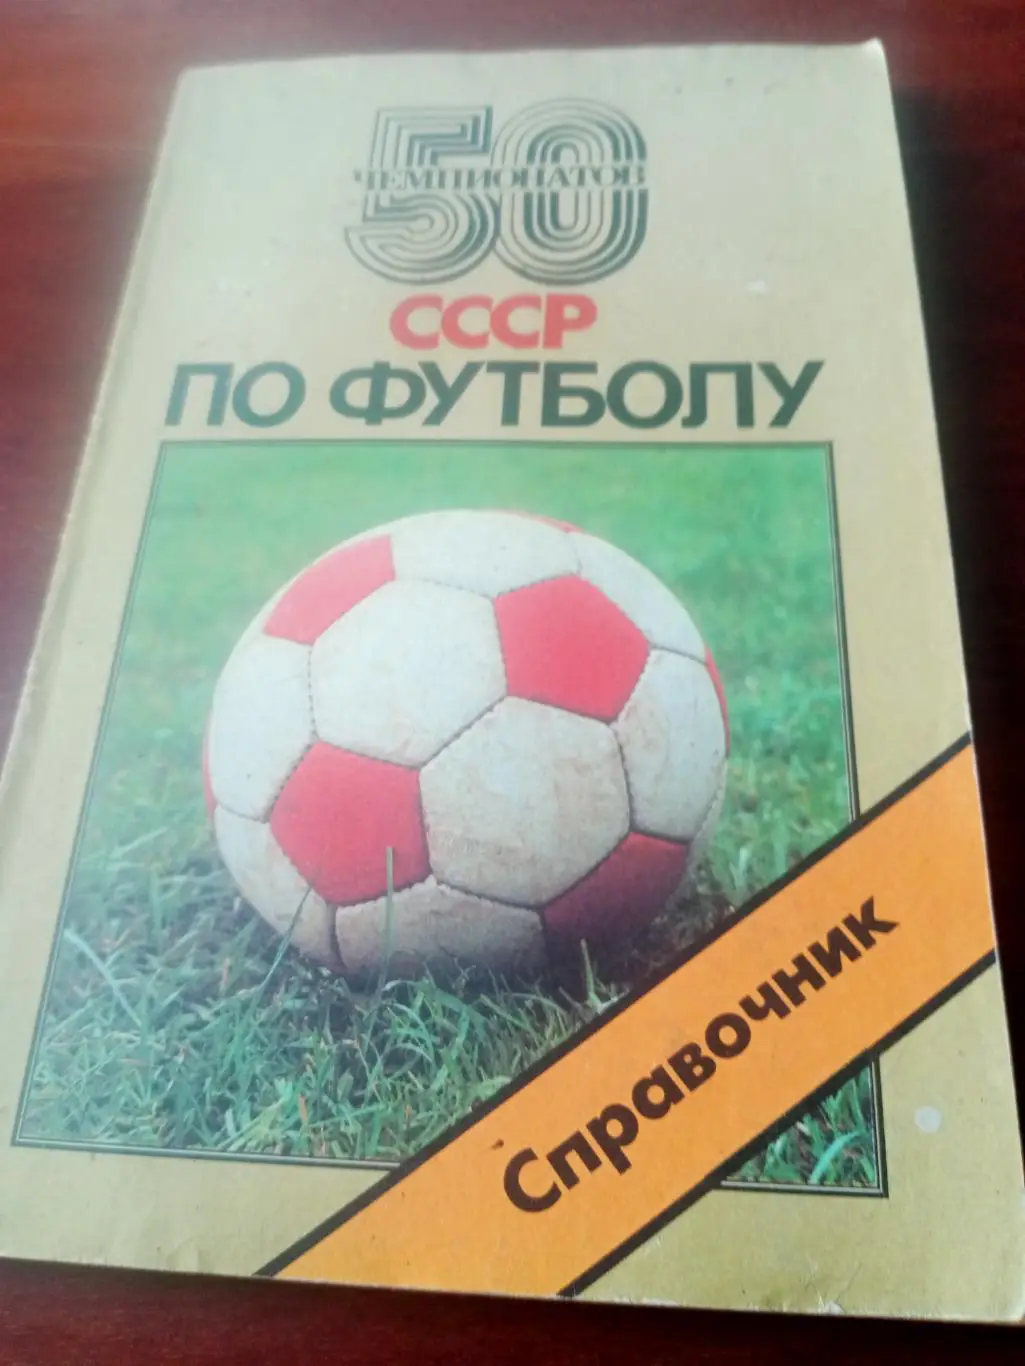 50
ЧЕМПИОНАТОВ
СССР
ПО ФУТБОЛУ
Справочник